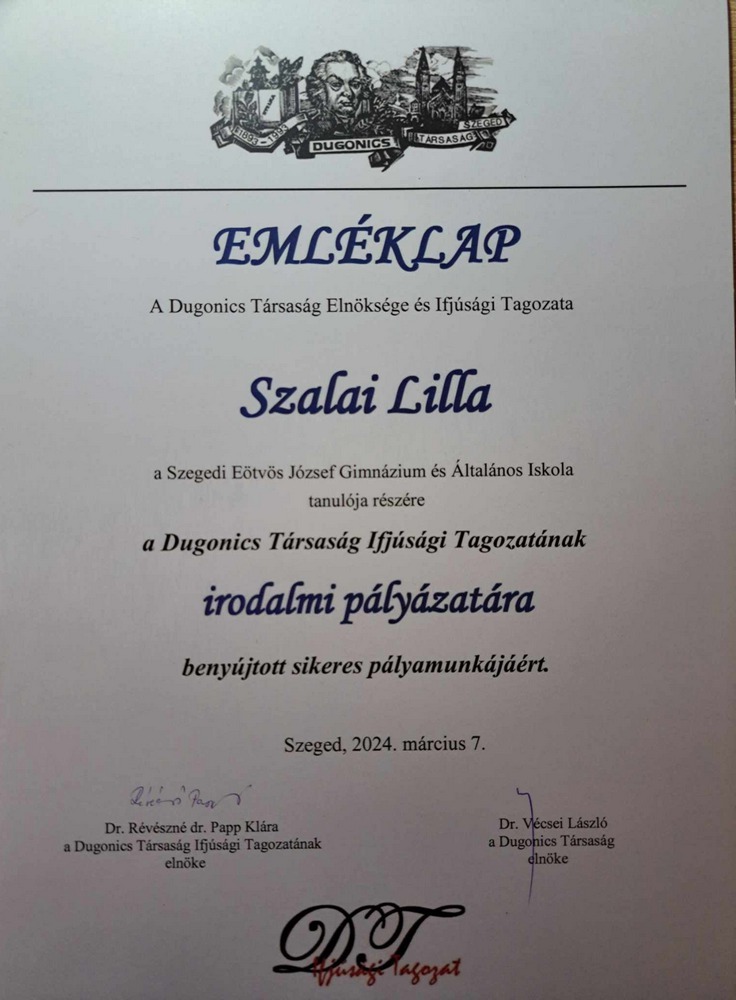 1893-1993
DUGONICS
TÁRSASÁG
SZEGED
EMLÉKLAP
A Dugonics Társaság Elnöksége és Ifjúsági Tagozata
Szalai Lilla
a Szegedi Eötvös József Gimnázium és Általános Iskola
tanulója részére
a Dugonics Társaság Ifjúsági Tagozatának
irodalmi pályázatára
benyújtott sikeres pályamunkájáért.
Szeged, 2024. március 7.
Dr. Révészné dr. Papp Klára
a Dugonics Társaság Ifjúsági Tagozatának
elnöke
Dr. Vécsei László
a Dugonics Társaság
elnöke
DT
Ifjúsági Tagozat